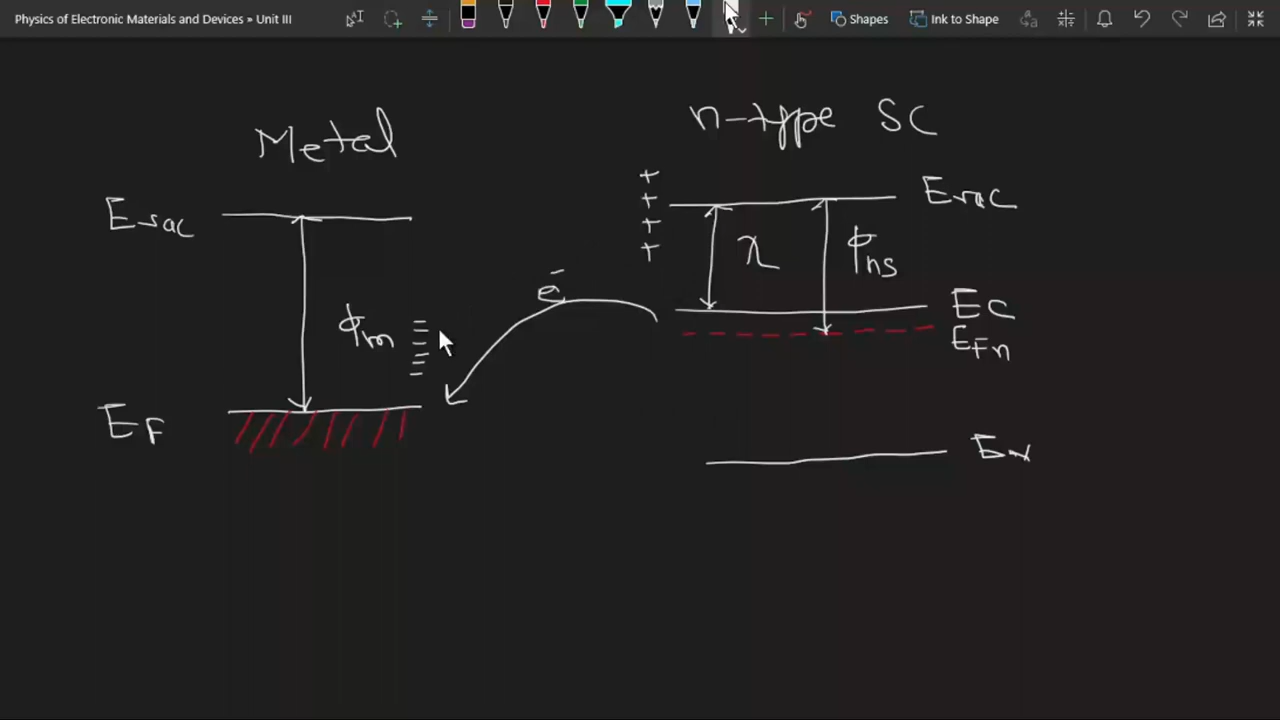 Physics of Electronic Materials and Devices » Unit III
Shapes
Ink to Shape
Metal
n-type SC
Evac
Evac
χ
ϕns
e-
EC
EFn
ϕm
EF
Ev
+
+
+
+